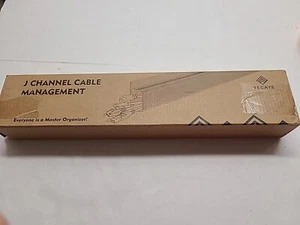 J CHANNEL CABLE
MANAGEMENT
YECAYE
Everyone is a Master Organizer!